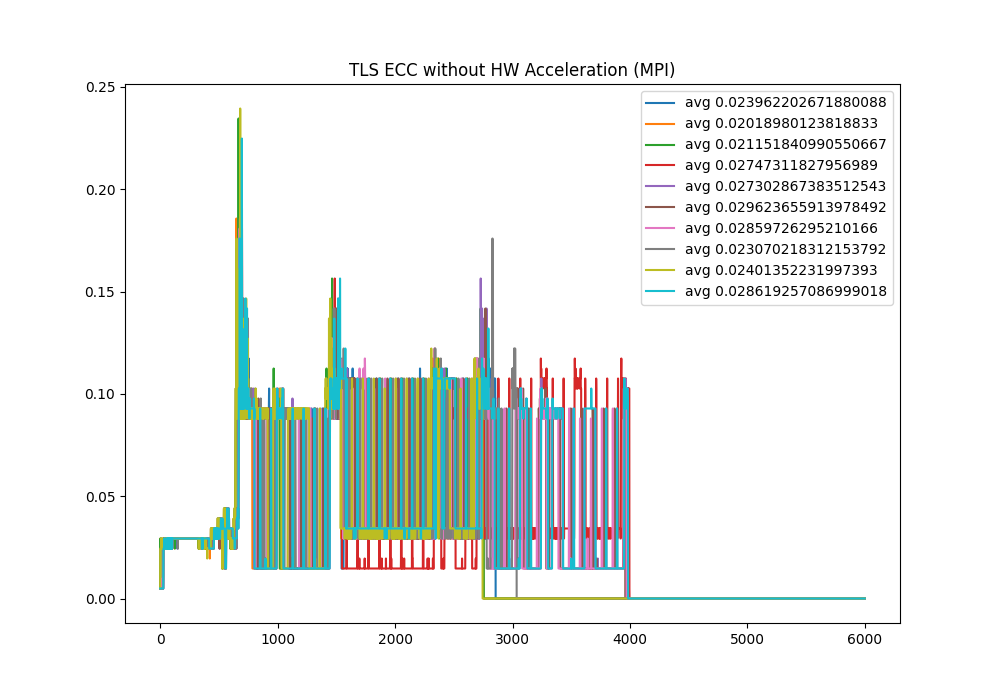 TLS ECC without HW Acceleration (MPI)
0.25
0.20
0.15
0.10
0.05
0.00
avg 0.023962202671880088
avg 0.02018980123818833
avg 0.021151840990550667
avg 0.02747311827956989
avg 0.027302867383512543
avg 0.029623655913978492
avg 0.02859726295210166
avg 0.023070218312153792
avg 0.02401352231997393
avg 0.028619257086999018
0 1000 2000 3000 4000 5000 6000